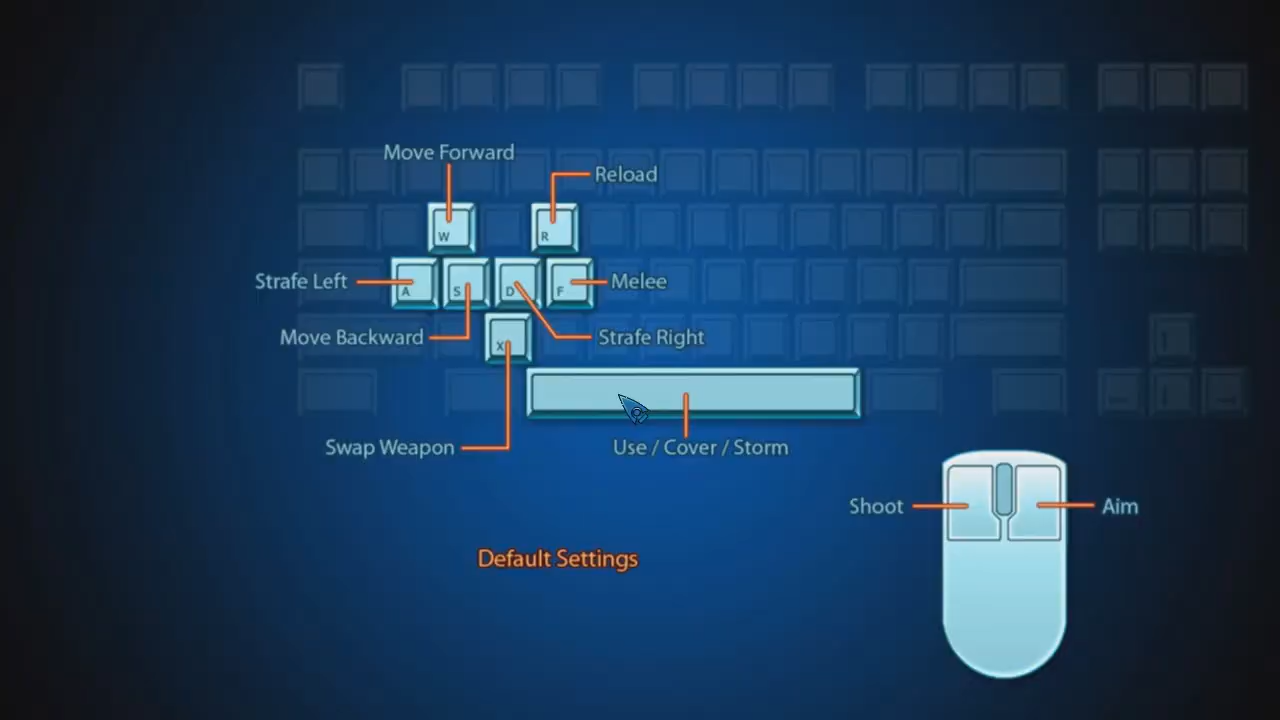 Move Forward
Reload
W
R
Strafe Left
A
S
D
F
Melee
Move Backward
X
Strafe Right
Swap Weapon
Use / Cover / Storm
Shoot
Aim
Default Settings